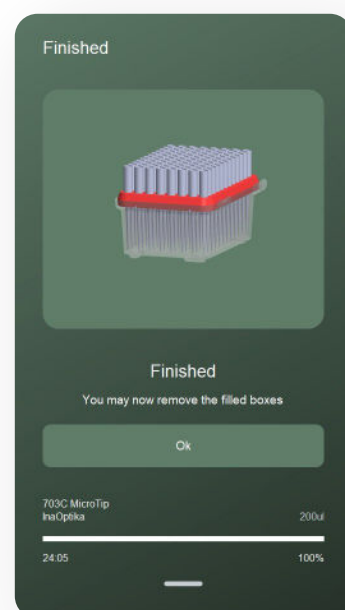 Finished
Finished
You may now remove the filled boxes
Ok
703C MicroTip
InaOptika 200ul
24:05 100%